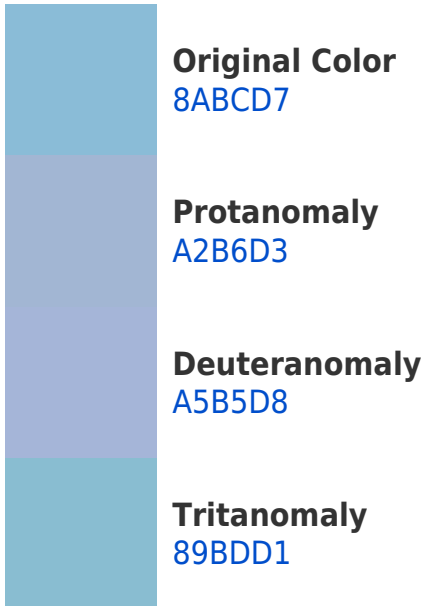 Original Color
8ABCD7
Protanomaly
A2B6D3
Deuteranomaly
A5B5D8
Tritanomaly
89BDD1